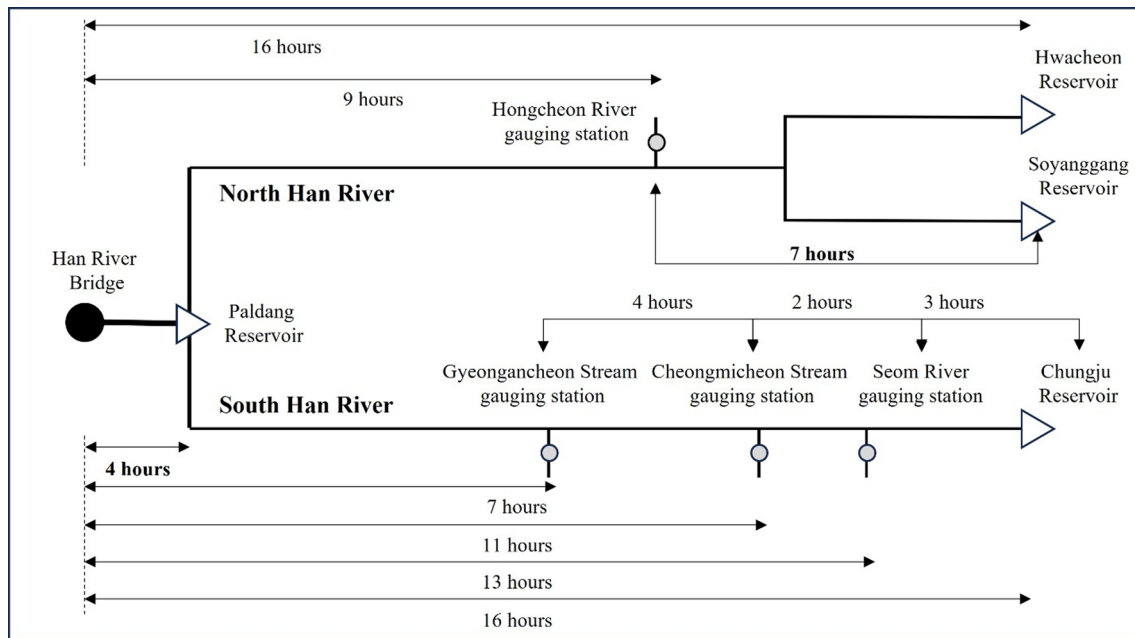 16 hours
Hwacheon
Reservoir
9 hours
Hongcheon River
gauging station
Soyanggang
Reservoir
North Han River
7 hours
Han River
Bridge
Paldang
Reservoir
4 hours
2 hours
3 hours
Gyeongancheon Stream
gauging station
Cheongmicheon Stream
gauging station
Seom River
gauging station
Chungju
Reservoir
South Han River
4 hours
7 hours
11 hours
13 hours
16 hours